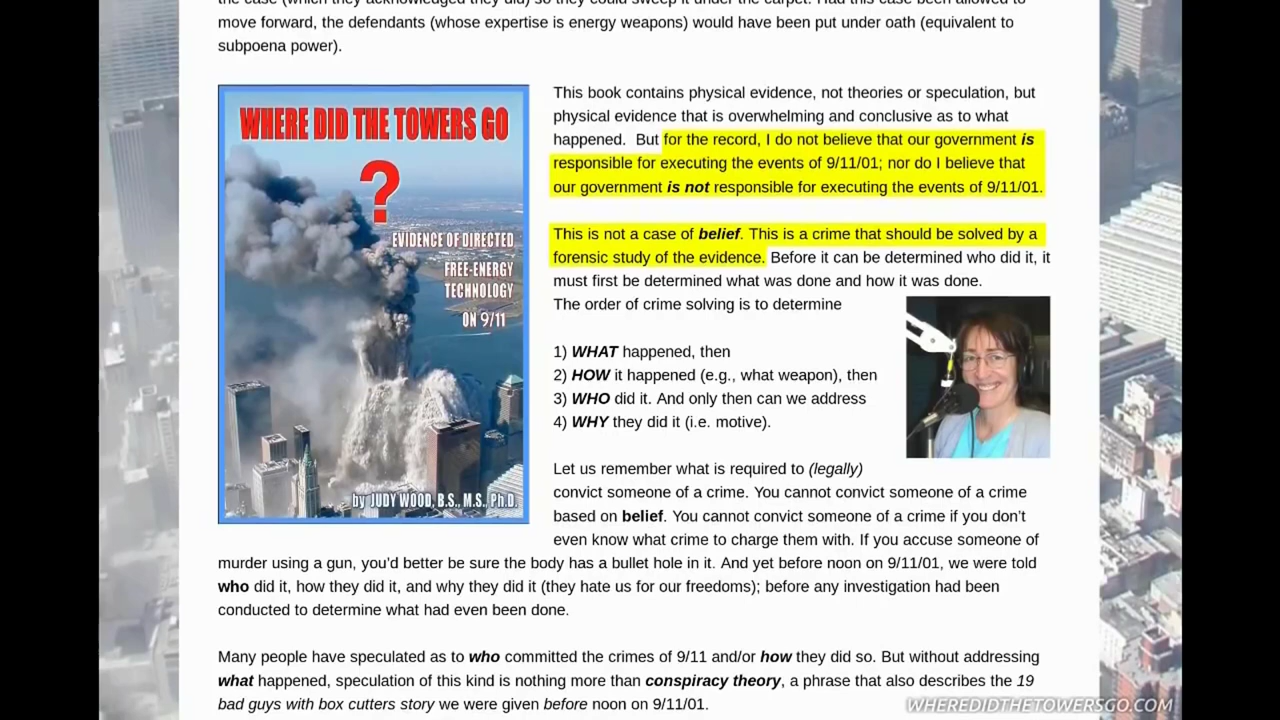 the case (which they acknowledged they did) so they could sweep it under the carpet. Had this case been allowed to
move forward, the defendants (whose expertise is energy weapons) would have been put under oath (equivalent to
subpoena power).
WHERE DID THE TOWERS GO
?
EVIDENCE OF DIRECTED
FREE-ENERGY
TECHNOLOGY
ON 9/11
by JUDY WOOD, B.S., M.S., Ph.D.
This book contains physical evidence, not theories or speculation, but
physical evidence that is overwhelming and conclusive as to what
happened. But for the record, I do not believe that our government is
responsible for executing the events of 9/11/01; nor do I believe that
our government is not responsible for executing the events of 9/11/01.
This is not a case of belief. This is a crime that should be solved by a
forensic study of the evidence. Before it can be determined who did it, it
must first be determined what was done and how it was done.
The order of crime solving is to determine
1) WHAT happened, then
2) HOW it happened (e.g., what weapon), then
3) WHO did it. And only then can we address
4) WHY they did it (i.e. motive).
Let us remember what is required to (legally)
convict someone of a crime. You cannot convict someone of a crime
based on belief. You cannot convict someone of a crime if you don't
even know what crime to charge them with. If you accuse someone of
murder using a gun, you'd better be sure the body has a bullet hole in it. And yet before noon on 9/11/01, we were told
who did it, how they did it, and why they did it (they hate us for our freedoms); before any investigation had been
conducted to determine what had even been done.
Many people have speculated as to who committed the crimes of 9/11 and/or how they did so. But without addressing
what happened, speculation of this kind is nothing more than conspiracy theory, a phrase that also describes the 19
bad guys with box cutters story we were given before noon on 9/11/01.
WHEREDIDTHETOWERSGO.COM